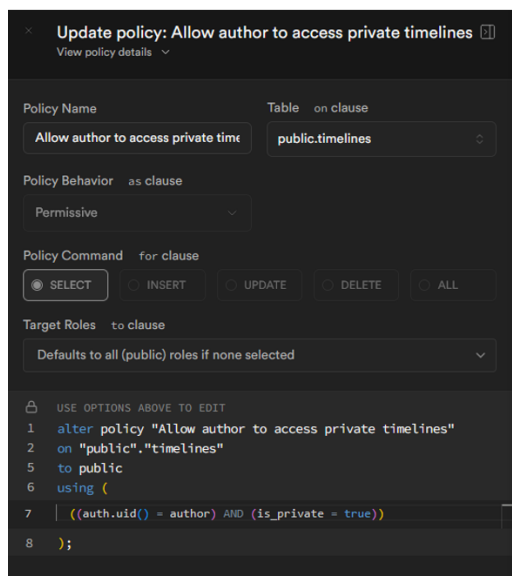 Update policy: Allow author to access private timelines
View policy details
Policy Name
Table on clause
Allow author to access private time
public.timelines
Policy Behavior as clause
Permissive
Policy Command for clause
SELECT INSERT UPDATE DELETE ALL
Target Roles to clause
Defaults to all (public) roles if none selected
USE OPTIONS ABOVE TO EDIT
1 alter policy "Allow author to access private timelines"
2 on "public"."timelines"
5 to public
6 using (
7 ((auth.uid() = author) AND (is_private = true))
8 );